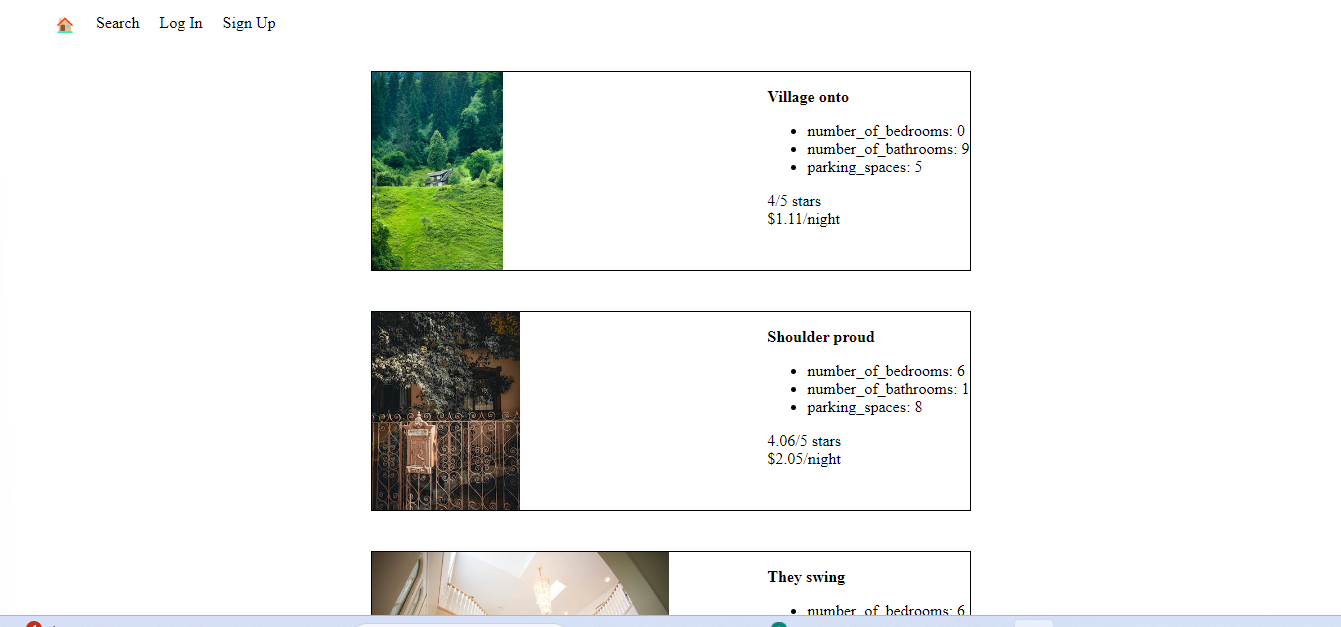 Search Log In Sign Up
Village onto
number_of_bedrooms: 0
number_of_bathrooms: 9
parking_spaces: 5
4/5 stars
$1.11/night
Shoulder proud
number_of_bedrooms: 6
number_of_bathrooms: 1
parking_spaces: 8
4.06/5 stars
$2.05/night
They swing
number_of_bedrooms: 6